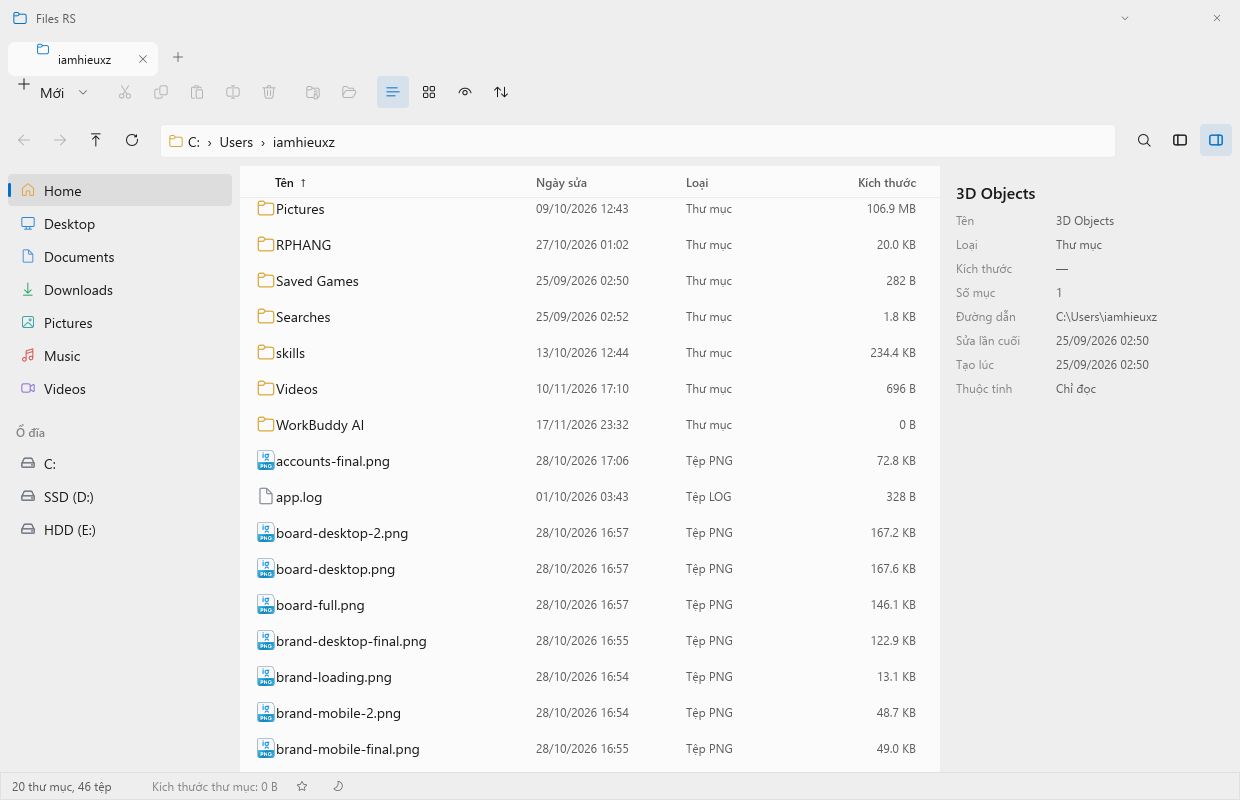 Files RS
iamhieuxz
Mới
C: › Users › iamhieuxz
Home
Desktop
Documents
Downloads
Pictures
Music
Videos
Ổ đĩa
C:
SSD (D:)
HDD (E:)
Tên ↑ Ngày sửa Loại Kích thước
Pictures 09/10/2026 12:43 Thư mục 106.9 MB
RPHANG 27/10/2026 01:02 Thư mục 20.0 KB
Saved Games 25/09/2026 02:50 Thư mục 282 B
Searches 25/09/2026 02:52 Thư mục 1.8 KB
skills 13/10/2026 12:44 Thư mục 234.4 KB
Videos 10/11/2026 17:10 Thư mục 696 B
WorkBuddy AI 17/11/2026 23:32 Thư mục 0 B
accounts-final.png 28/10/2026 17:06 Tệp PNG 72.8 KB
app.log 01/10/2026 03:43 Tệp LOG 328 B
board-desktop-2.png 28/10/2026 16:57 Tệp PNG 167.2 KB
board-desktop.png 28/10/2026 16:57 Tệp PNG 167.6 KB
board-full.png 28/10/2026 16:57 Tệp PNG 146.1 KB
brand-desktop-final.png 28/10/2026 16:55 Tệp PNG 122.9 KB
brand-loading.png 28/10/2026 16:54 Tệp PNG 13.1 KB
brand-mobile-2.png 28/10/2026 16:54 Tệp PNG 48.7 KB
brand-mobile-final.png 28/10/2026 16:55 Tệp PNG 49.0 KB
3D Objects
Tên 3D Objects
Loại Thư mục
Kích thước —
Số mục 1
Đường dẫn C:\Users\iamhieuxz
Sửa lần cuối 25/09/2026 02:50
Tạo lúc 25/09/2026 02:50
Thuộc tính Chỉ đọc
20 thư mục, 46 tệp Kích thước thư mục: 0 B